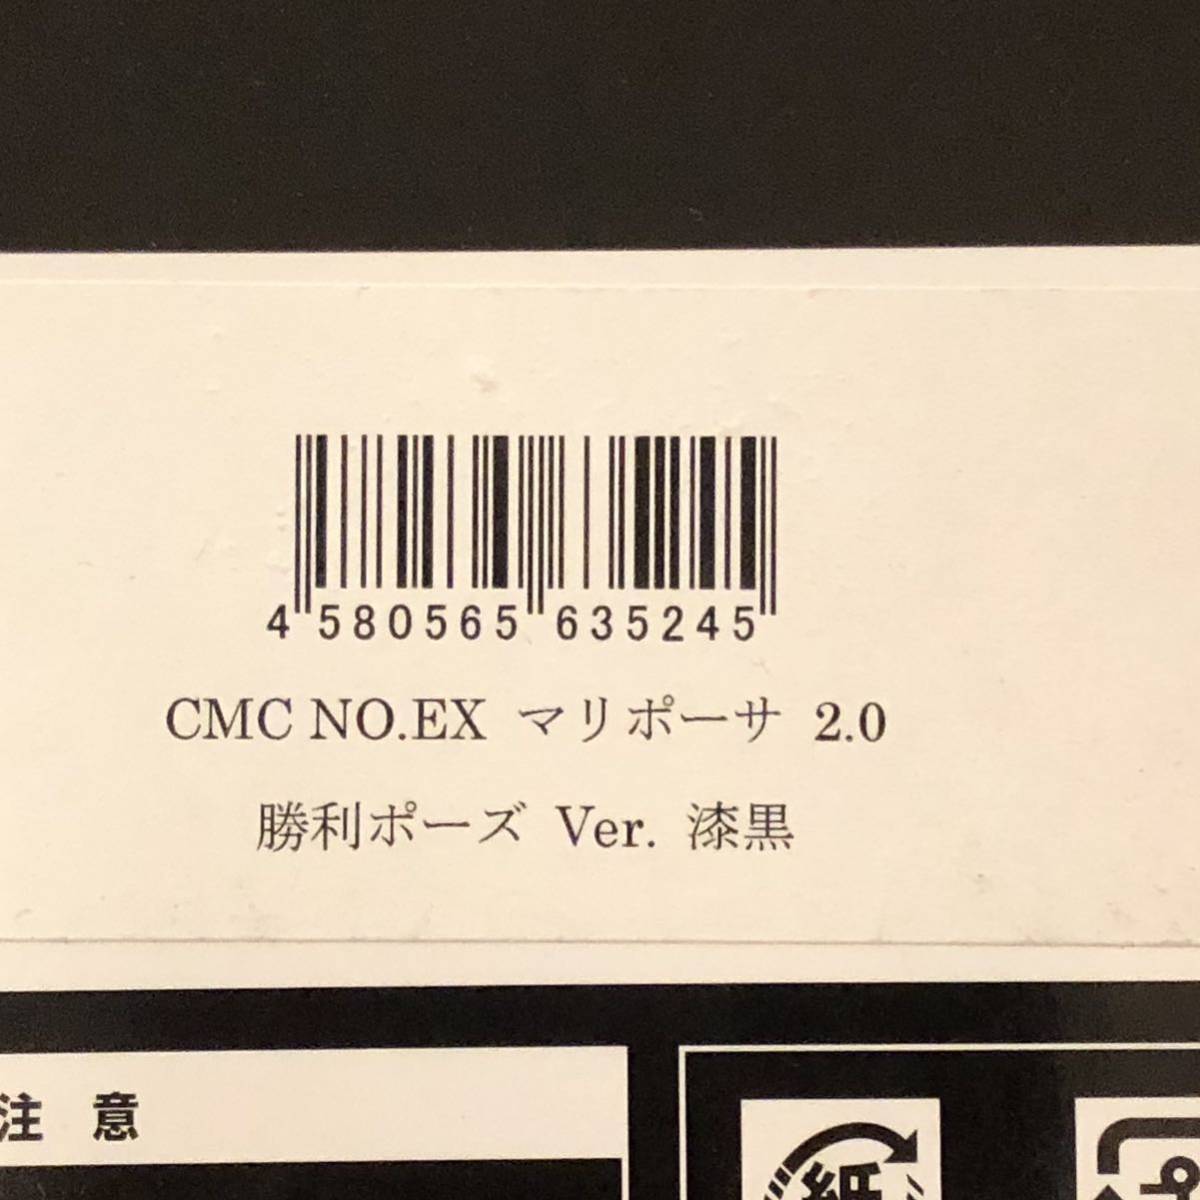 4 580565 635245
CMC NO.EX マリポーサ 2.0
勝利ポーズ Ver. 漆黒
注 意
紙